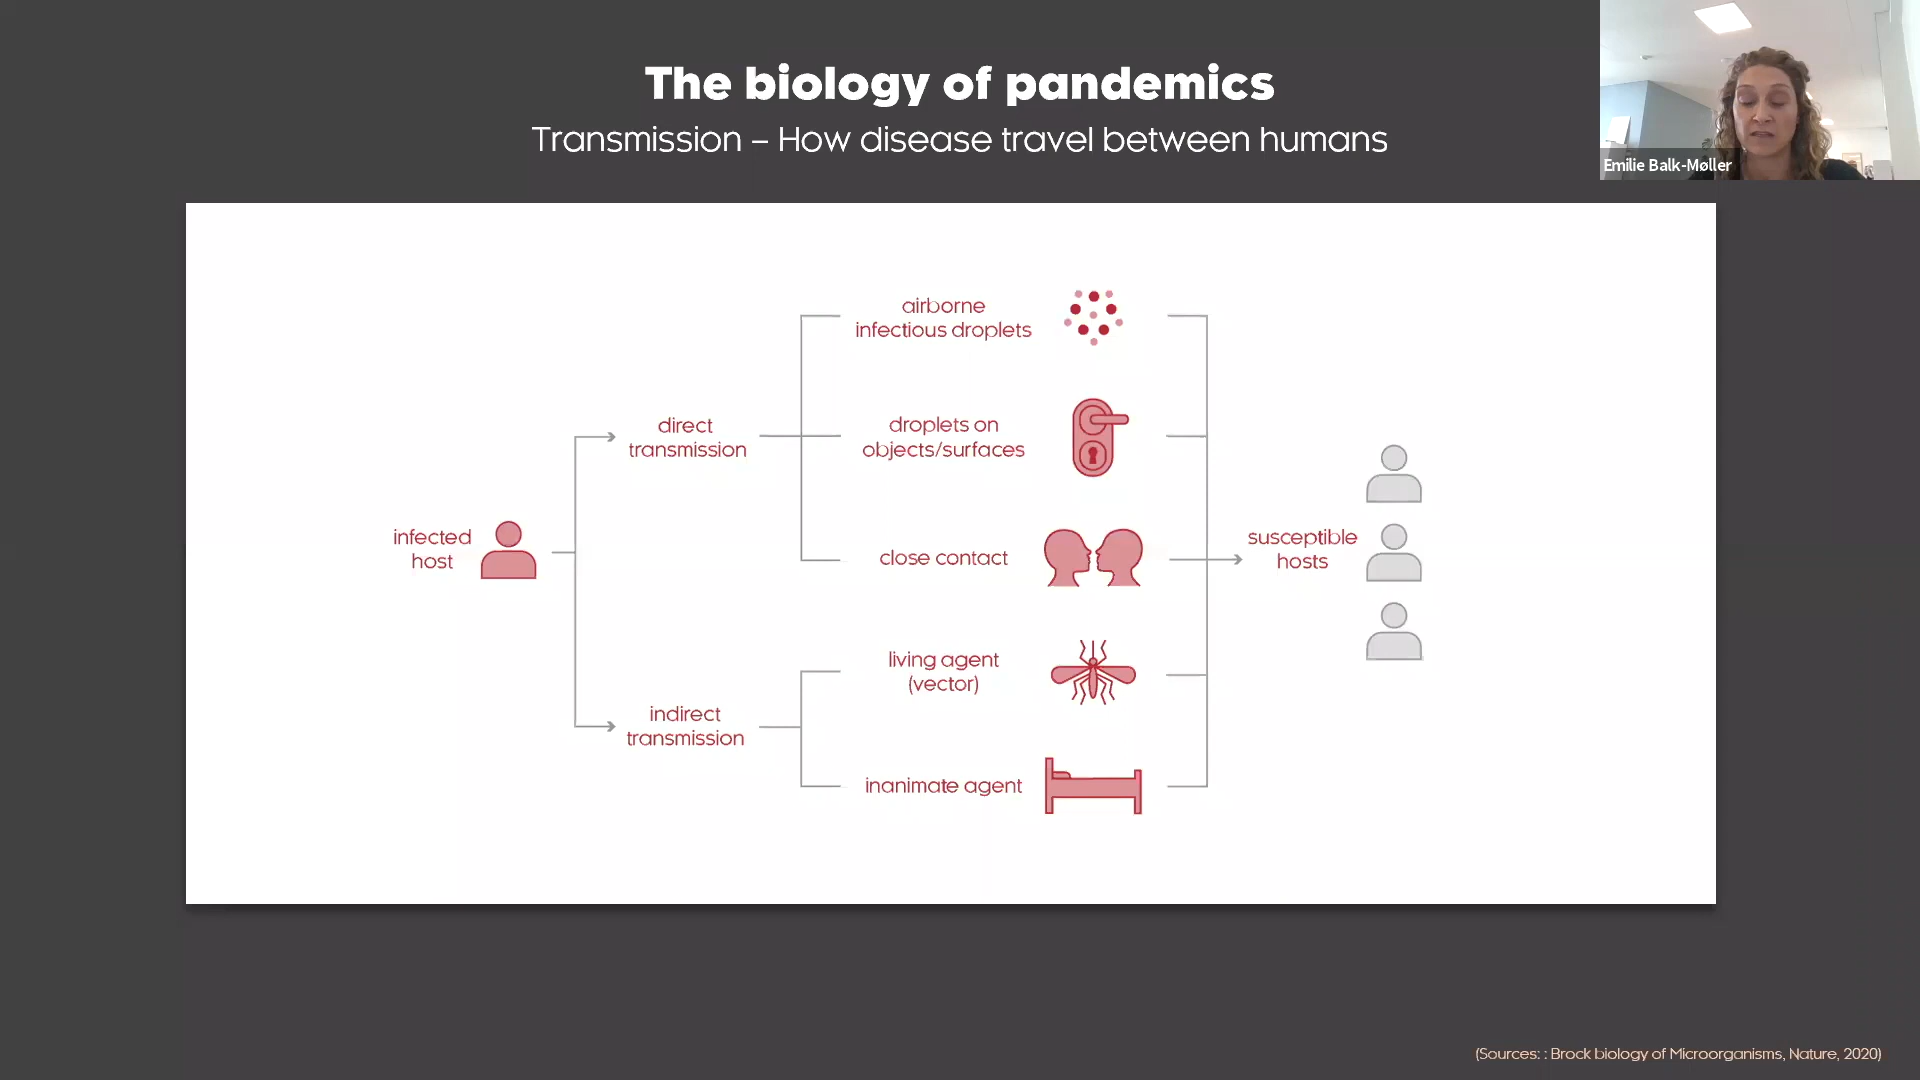 The biology of pandemics
Transmission – How disease travel between humans
Emilie Balk-Møller
infected
host
direct
transmission
indirect
transmission
airborne
infectious droplets
droplets on
objects/surfaces
close contact
living agent
(vector)
inanimate agent
susceptible
hosts
(Sources: : Brock biology of Microorganisms, Nature, 2020)